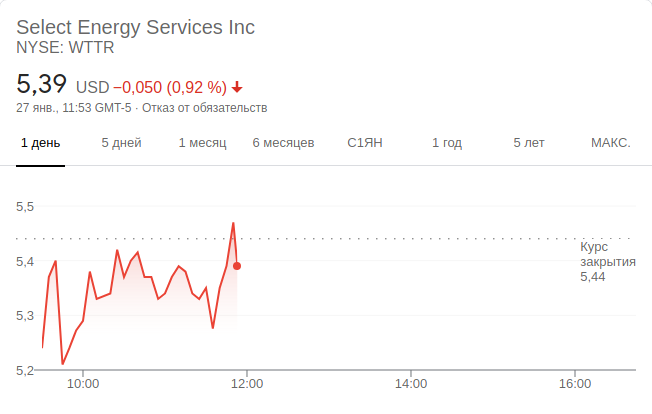 Select Energy Services Inc
NYSE: WTTR
5,39 USD −0,050 (0,92 %)
27 янв., 11:53 GMT-5 · Отказ от обязательств
1 день 5 дней 1 месяц 6 месяцев С1ЯН 1 год 5 лет МАКС.
5,5
Курс
закрытия
5,44
5,4
5,3
5,2
10:00 12:00 14:00 16:00